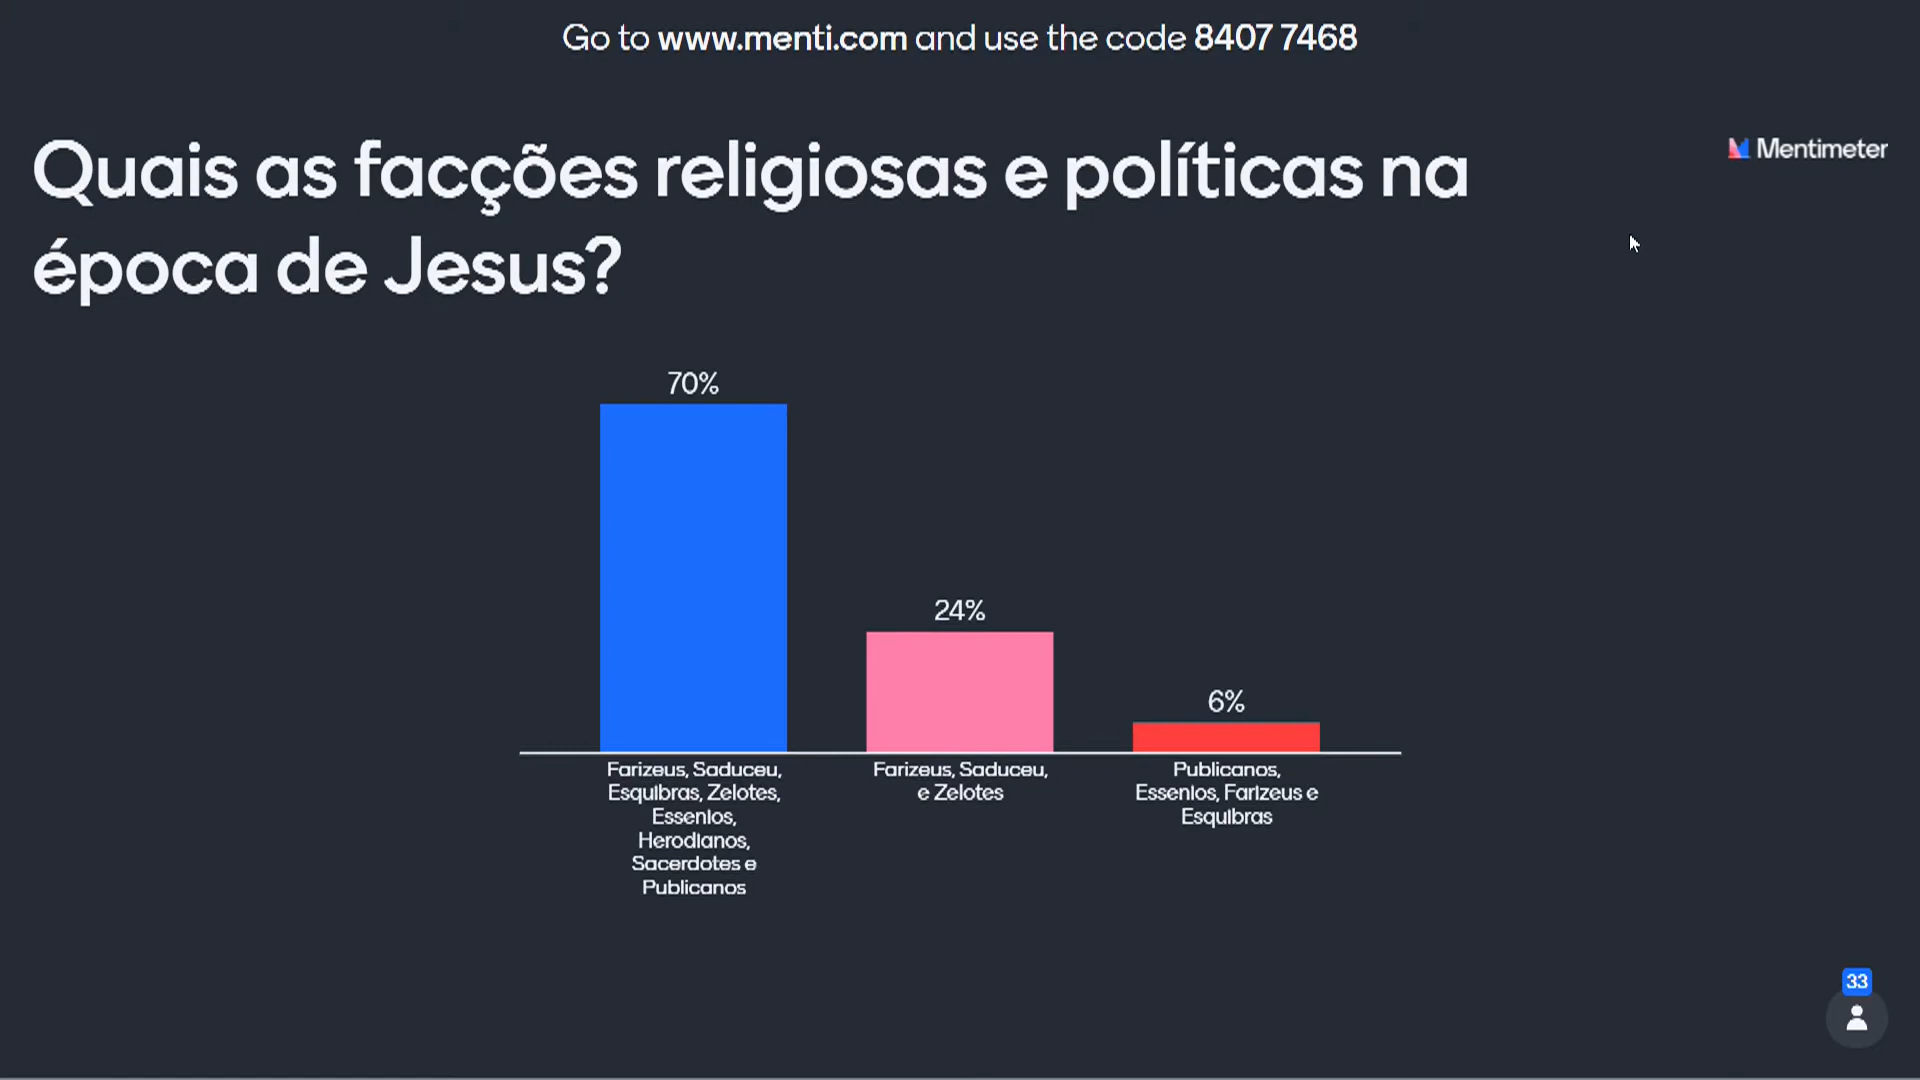 Go to www.menti.com and use the code 8407 7468
Mentimeter
Quais as facções religiosas e políticas na
época de Jesus?
70%
24%
6%
Farizeus, Saduceu,
Esquibras, Zelotes,
Essenios,
Herodianos,
Sacerdotes e
Publicanos
Farizeus, Saduceu,
e Zelotes
Publicanos,
Essenios, Farizeus e
Esquibras
33